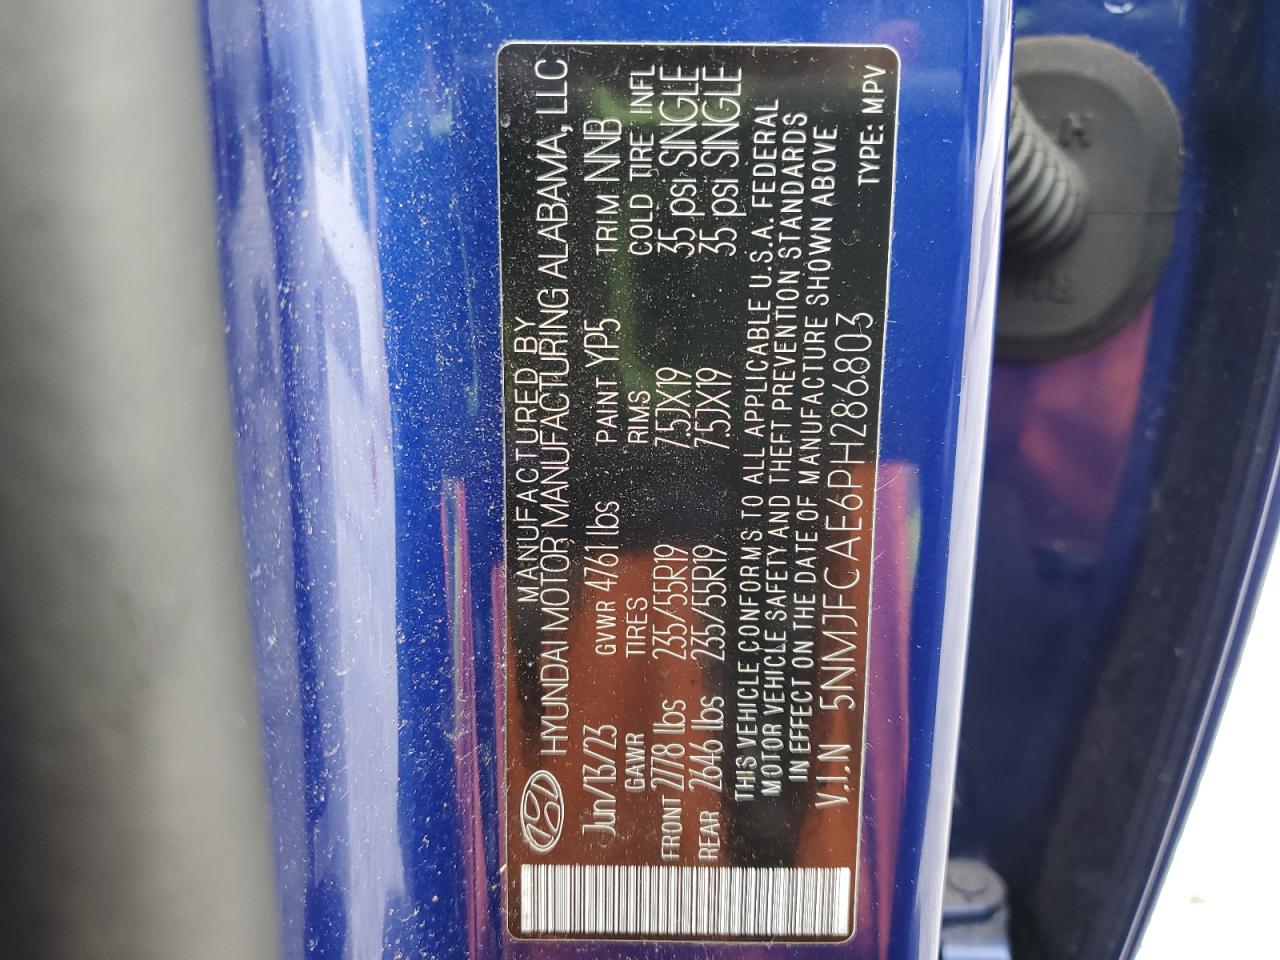 MANUFACTURED BY
HYUNDAI MOTOR MANUFACTURING ALABAMA, LLC
Jun/13/23 GVWR 4761 lbs PAINT YP5 TRIM NNB
GAWR TIRES RIMS COLD TIRE INFL
FRONT 2778 lbs 235/55R19 7.5JX19 35 psi SINGLE
REAR 2646 lbs 235/55R19 7.5JX19 35 psi SINGLE
THIS VEHICLE CONFORMS TO ALL APPLICABLE U.S.A. FEDERAL
MOTOR VEHICLE SAFETY AND THEFT PREVENTION STANDARDS
IN EFFECT ON THE DATE OF MANUFACTURE SHOWN ABOVE
V.I.N 5NMJFCAE6PH286803 TYPE: MPV